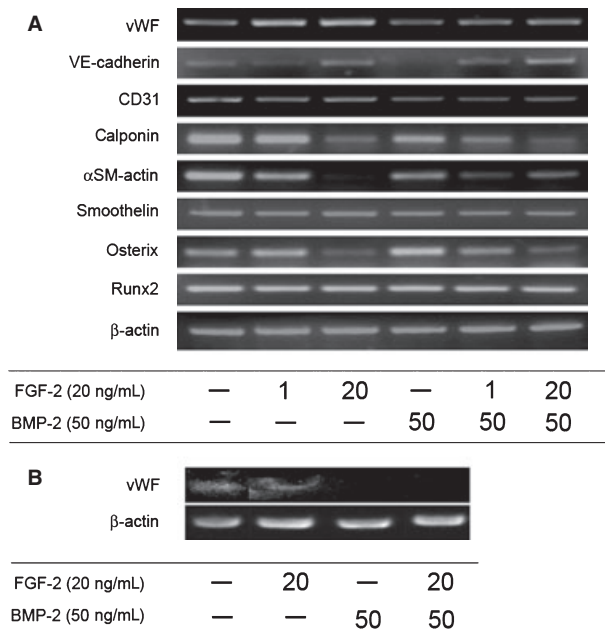 A
vWF
VE-cadherin
CD31
Calponin
αSM-actin
Smoothelin
Osterix
Runx2
β-actin
FGF-2 (20 ng/mL) — 1 20 — 1 20
BMP-2 (50 ng/mL) — — — 50 50 50
B
vWF
β-actin
FGF-2 (20 ng/mL) — 20 — 20
BMP-2 (50 ng/mL) — — 50 50